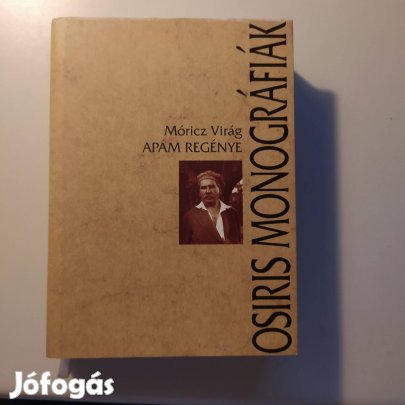 Móricz Virág
APÁM REGÉNYE
OSIRIS MONOGRÁFIÁK
Jófogás